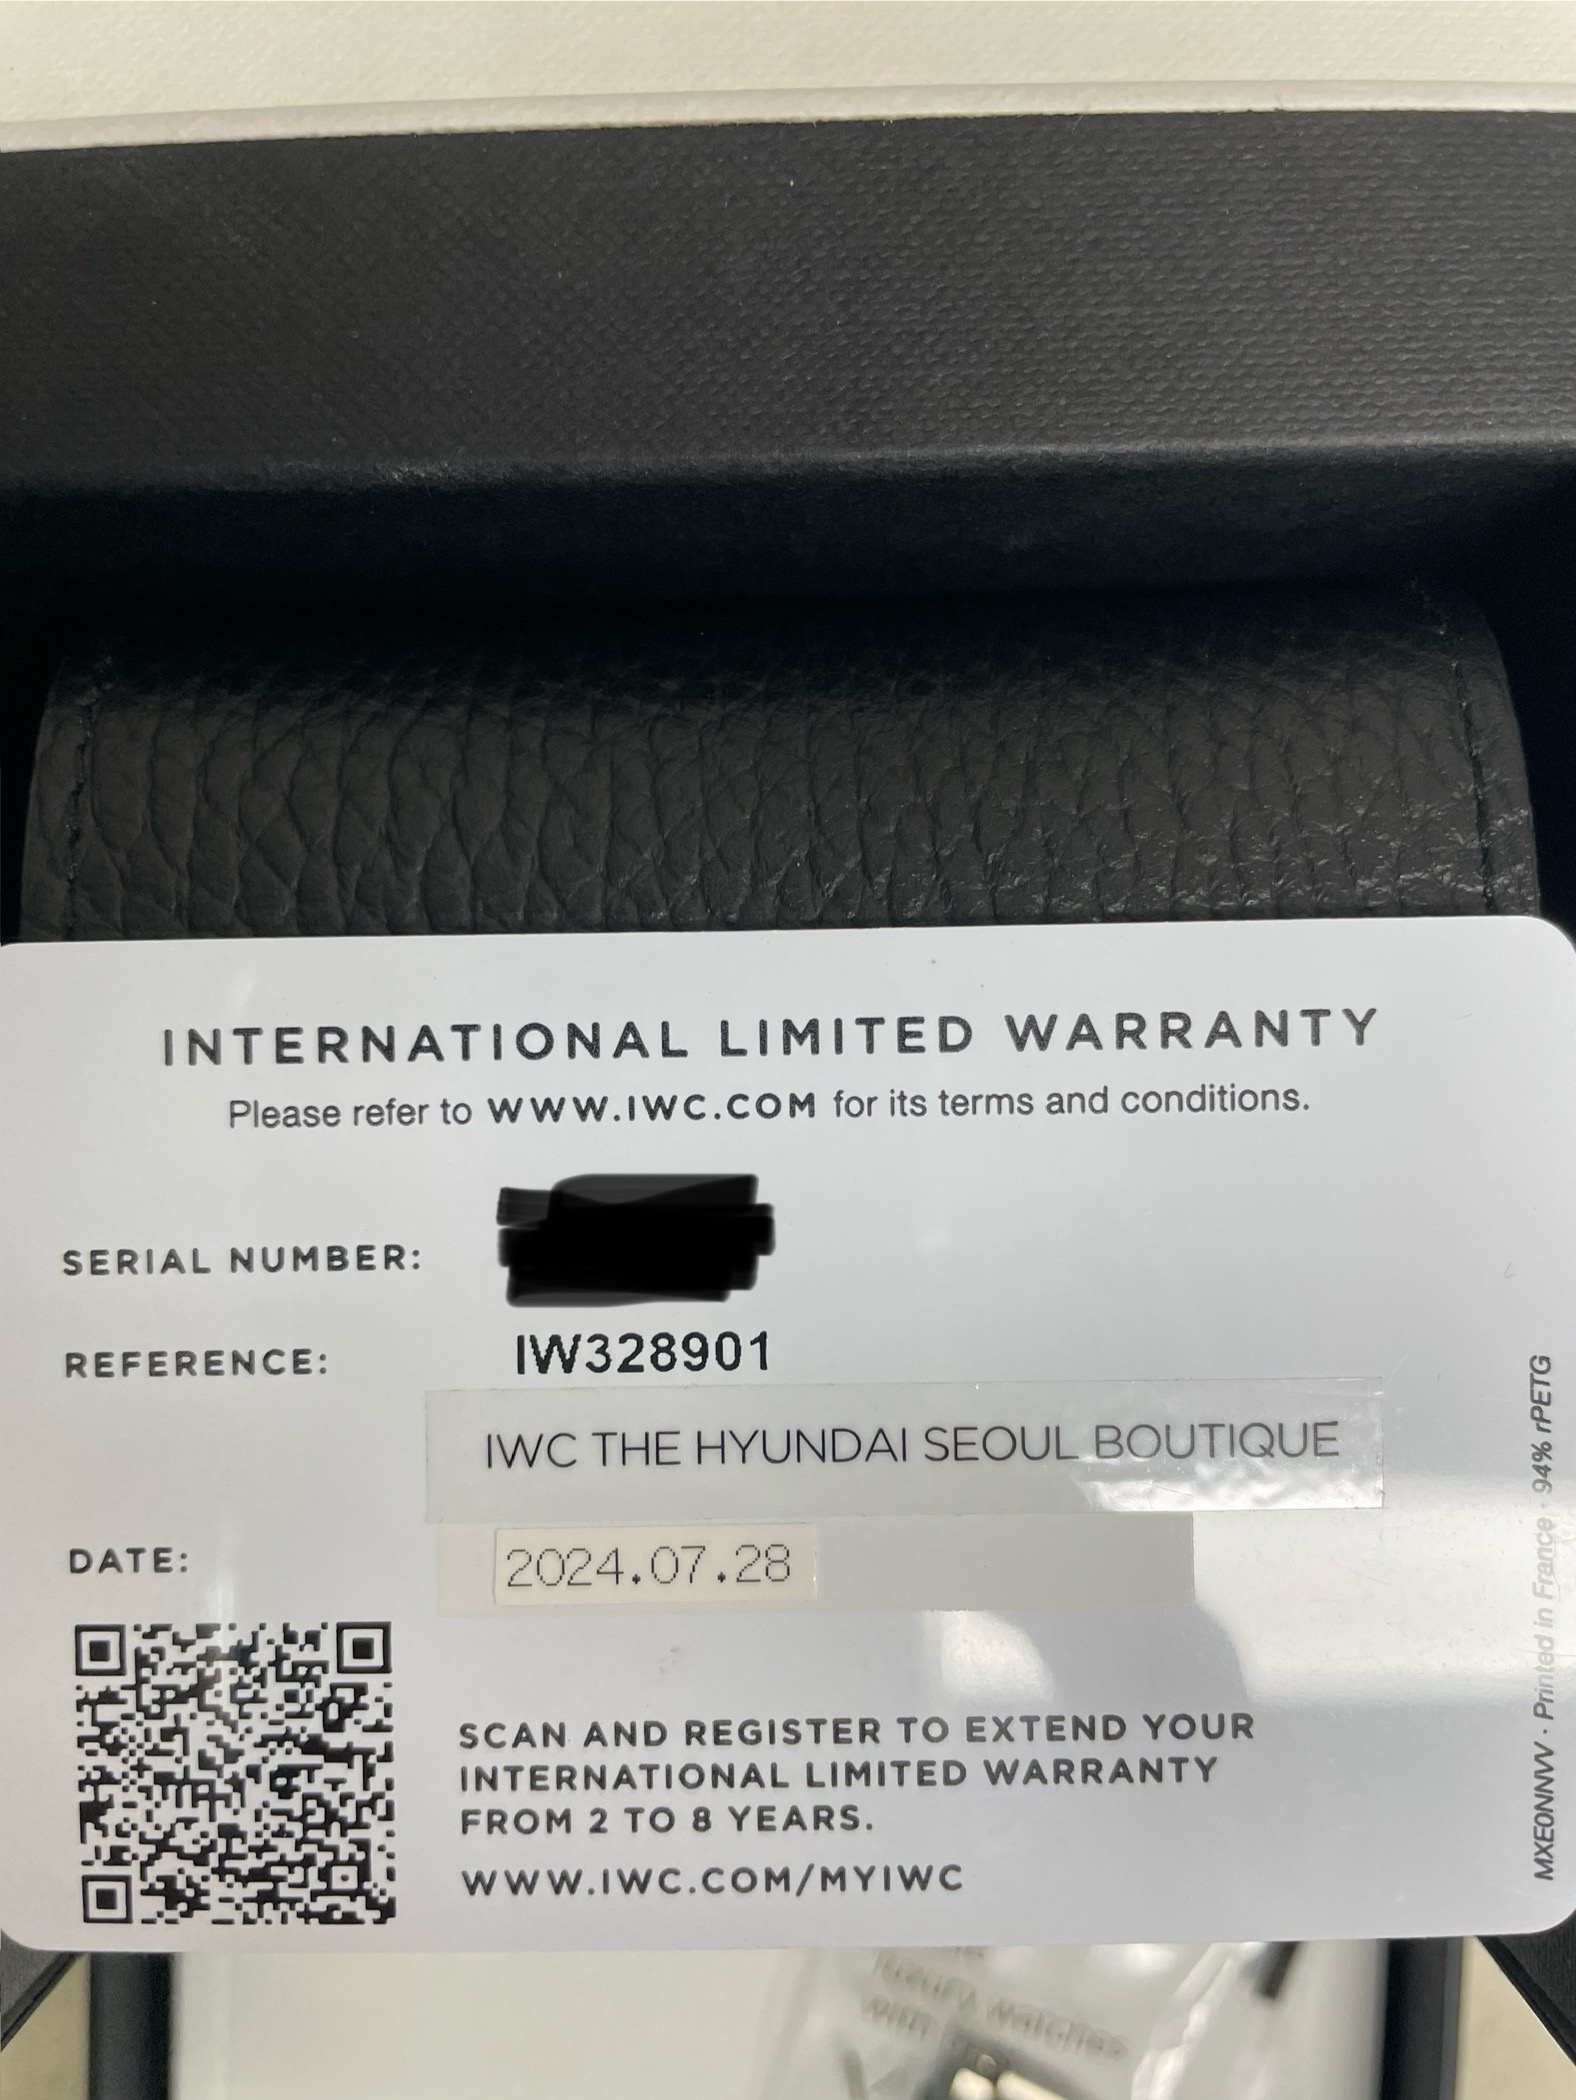 INTERNATIONAL LIMITED WARRANTY
Please refer to WWW.IWC.COM for its terms and conditions.
SERIAL NUMBER:
REFERENCE: IW328901
IWC THE HYUNDAI SEOUL BOUTIQUE
DATE: 2024.07.28
SCAN AND REGISTER TO EXTEND YOUR
INTERNATIONAL LIMITED WARRANTY
FROM 2 TO 8 YEARS.
WWW.IWC.COM/MYIWC
MXE0NNVV · Printed in France · 94% rPETG